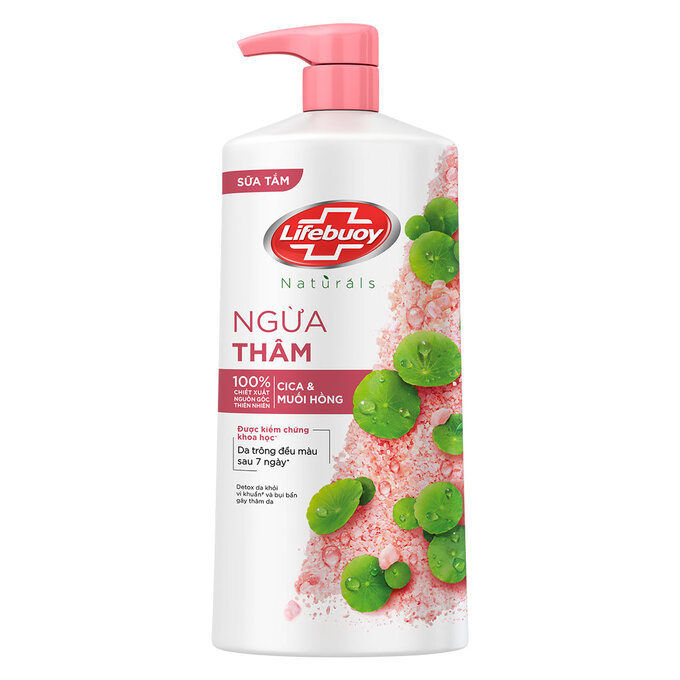 SỮA TẮM
Lifebuoy
Naturáls
NGỪA
THÂM
100%
CHIẾT XUẤT
NGUỒN GỐC
THIÊN NHIÊN
CICA &
MUỐI HỒNG
Được kiểm chứng
khoa học*
Da trông đều màu
sau 7 ngày*
Detox da khỏi
vi khuẩn# và bụi bẩn
gây thâm da